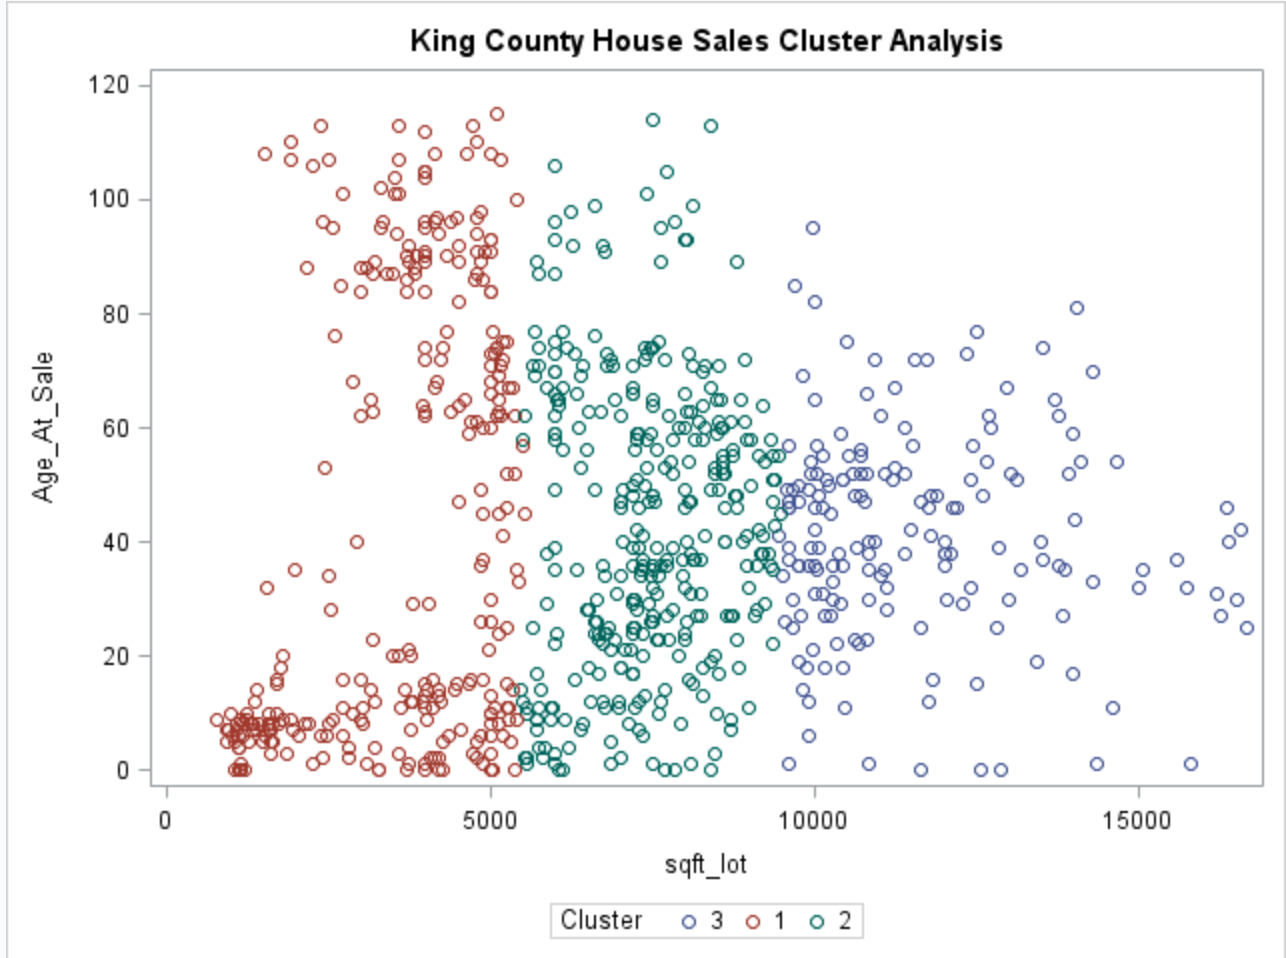 King County House Sales Cluster Analysis
120
100
80
60
40
20
0
Age_At_Sale
0 5000 10000 15000
sqft_lot
Cluster 3 1 2